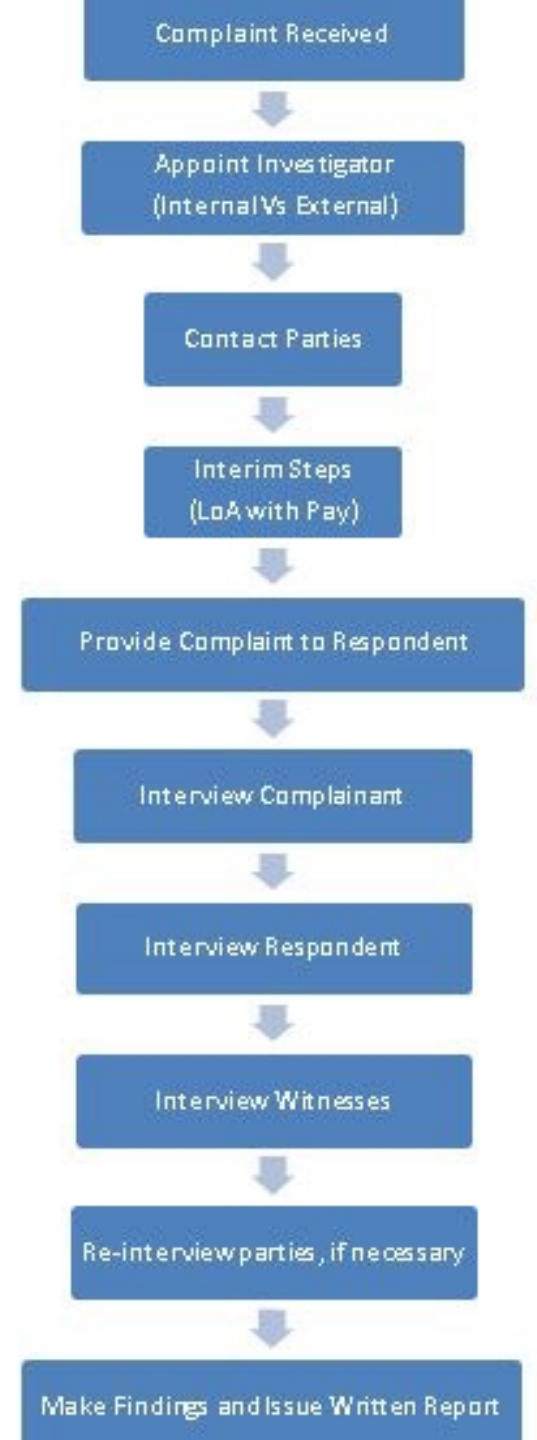 Complaint Received
Appoint Investigator
(Internal Vs External)
Contact Parties
Interim Steps
(LoA with Pay)
Provide Complaint to Respondent
Interview Complainant
Interview Respondent
Interview Witnesses
Re-interview parties, if necessary
Make Findings and Issue Written Report